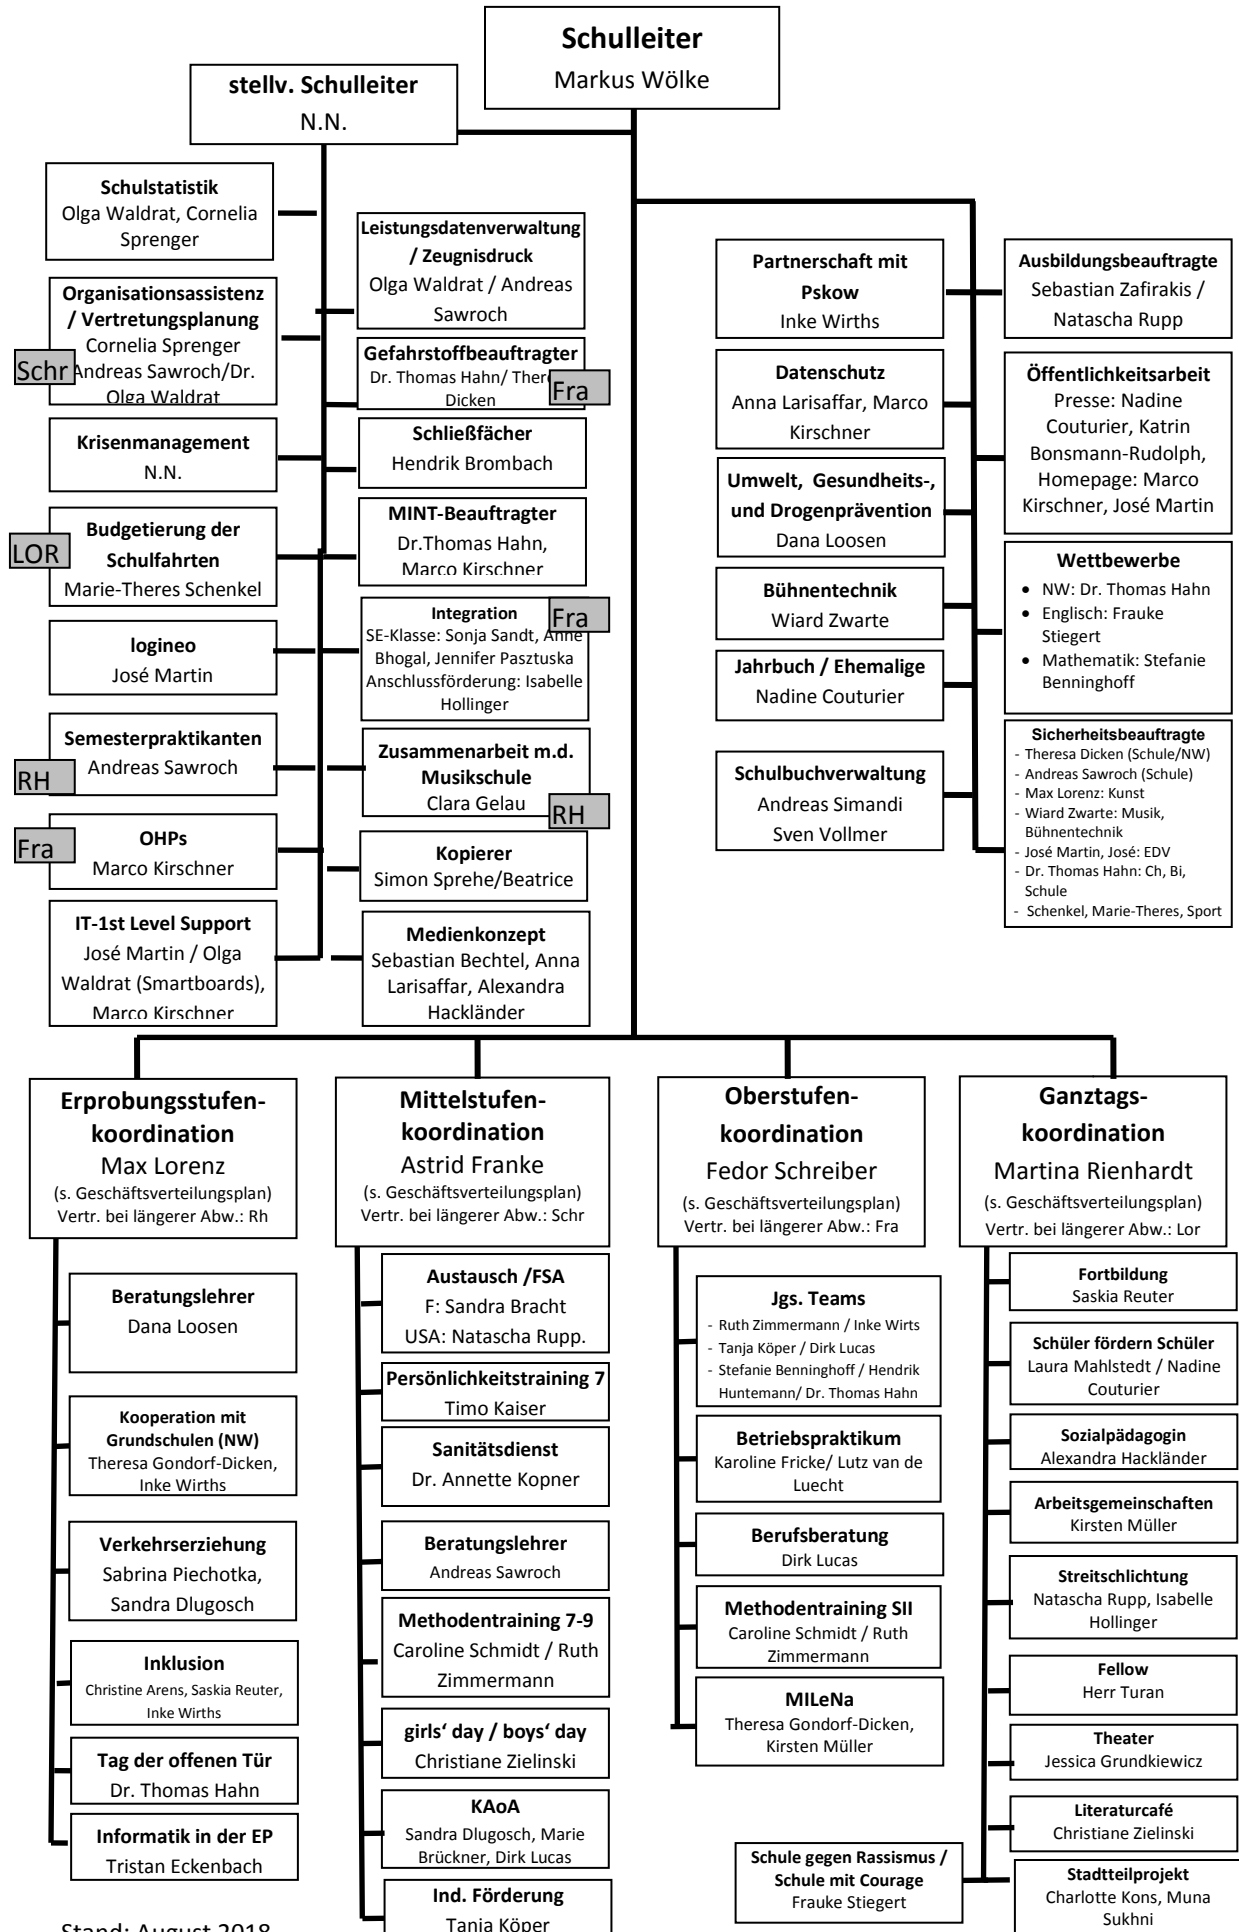 Schulleiter
Markus Wölke
stellv. Schulleiter
N.N.
Schulstatistik
Olga Waldrat, Cornelia
Sprenger
Organisationsassistenz
/ Vertretungsplanung
Cornelia Sprenger
Andreas Sawroch/Dr.
Olga Waldrat
Schr
Krisenmanagement
N.N.
Budgetierung der
Schulfahrten
Marie-Theres Schenkel
LOR
logineo
José Martin
Semesterpraktikanten
Andreas Sawroch
RH
OHPs
Marco Kirschner
Fra
IT-1st Level Support
José Martin / Olga
Waldrat (Smartboards),
Marco Kirschner
Leistungsdatenverwaltung
/ Zeugnisdruck
Olga Waldrat / Andreas
Sawroch
Gefahrstoffbeauftragter
Dr. Thomas Hahn/
Dicken
Fra
Schließfächer
Hendrik Brombach
MINT-Beauftragter
Dr.Thomas Hahn,
Marco Kirschner
Integration
SE-Klasse: Sonja Sandt, Anne
Bhogal, Jennifer Pasztuska
Anschlussförderung: Isabelle
Hollinger
Fra
Zusammenarbeit m.d.
Musikschule
Clara Gelau
RH
Kopierer
Simon Sprehe/Beatrice
Medienkonzept
Sebastian Bechtel, Anna
Larisaffar, Alexandra
Hackländer
Partnerschaft mit
Pskow
Inke Wirths
Datenschutz
Anna Larisaffar, Marco
Kirschner
Umwelt, Gesundheits-,
und Drogenprävention
Dana Loosen
Bühnentechnik
Wiard Zwarte
Jahrbuch / Ehemalige
Nadine Couturier
Schulbuchverwaltung
Andreas Simandi
Sven Vollmer
Ausbildungsbeauftragte
Sebastian Zafirakis /
Natascha Rupp
Öffentlichkeitsarbeit
Presse: Nadine
Couturier, Katrin
Bonsmann-Rudolph,
Homepage: Marco
Kirschner, José Martin
Wettbewerbe
• NW: Dr. Thomas Hahn
• Englisch: Frauke
Stiegert
• Mathematik: Stefanie
Benninghoff
Sicherheitsbeauftragte
- Theresa Dicken (Schule/NW)
- Andreas Sawroch (Schule)
- Max Lorenz: Kunst
- Wiard Zwarte: Musik,
Bühnentechnik
- José Martin, José: EDV
- Dr. Thomas Hahn: Ch, Bi,
Schule
- Schenkel, Marie-Theres, Sport
Erprobungsstufen-
koordination
Max Lorenz
(s. Geschäftsverteilungsplan)
Vertr. bei längerer Abw.: Rh
Beratungslehrer
Dana Loosen
Kooperation mit
Grundschulen (NW)
Theresa Gondorf-Dicken,
Inke Wirths
Verkehrserziehung
Sabrina Piechotka,
Sandra Dlugosch
Inklusion
Christine Arens, Saskia Reuter,
Inke Wirths
Tag der offenen Tür
Dr. Thomas Hahn
Informatik in der EP
Tristan Eckenbach
Mittelstufen-
koordination
Astrid Franke
(s. Geschäftsverteilungsplan)
Vertr. bei längerer Abw.: Schr
Austausch /FSA
F: Sandra Bracht
USA: Natascha Rupp.
Persönlichkeitstraining 7
Timo Kaiser
Sanitätsdienst
Dr. Annette Kopner
Beratungslehrer
Andreas Sawroch
Methodentraining 7-9
Caroline Schmidt / Ruth
Zimmermann
girls‘ day / boys‘ day
Christiane Zielinski
KAoA
Sandra Dlugosch, Marie
Brückner, Dirk Lucas
Ind. Förderung
Tanja Köper
Oberstufen-
koordination
Fedor Schreiber
(s. Geschäftsverteilungsplan)
Vertr. bei längerer Abw.: Fra
Jgs. Teams
- Ruth Zimmermann / Inke Wirts
- Tanja Köper / Dirk Lucas
- Stefanie Benninghoff / Hendrik
Huntemann/ Dr. Thomas Hahn
Betriebspraktikum
Karoline Fricke/ Lutz van de
Luecht
Berufsberatung
Dirk Lucas
Methodentraining SII
Caroline Schmidt / Ruth
Zimmermann
MILeNa
Theresa Gondorf-Dicken,
Kirsten Müller
Ganztags-
koordination
Martina Rienhardt
(s. Geschäftsverteilungsplan)
Vertr. bei längerer Abw.: Lor
Fortbildung
Saskia Reuter
Schüler fördern Schüler
Laura Mahlstedt / Nadine
Couturier
Sozialpädagogin
Alexandra Hackländer
Arbeitsgemeinschaften
Kirsten Müller
Streitschlichtung
Natascha Rupp, Isabelle
Hollinger
Fellow
Herr Turan
Theater
Jessica Grundkiewicz
Literaturcafé
Christiane Zielinski
Schule gegen Rassismus /
Schule mit Courage
Frauke Stiegert
Stadtteilprojekt
Charlotte Kons, Muna
Sukhni
Stand: August 2018